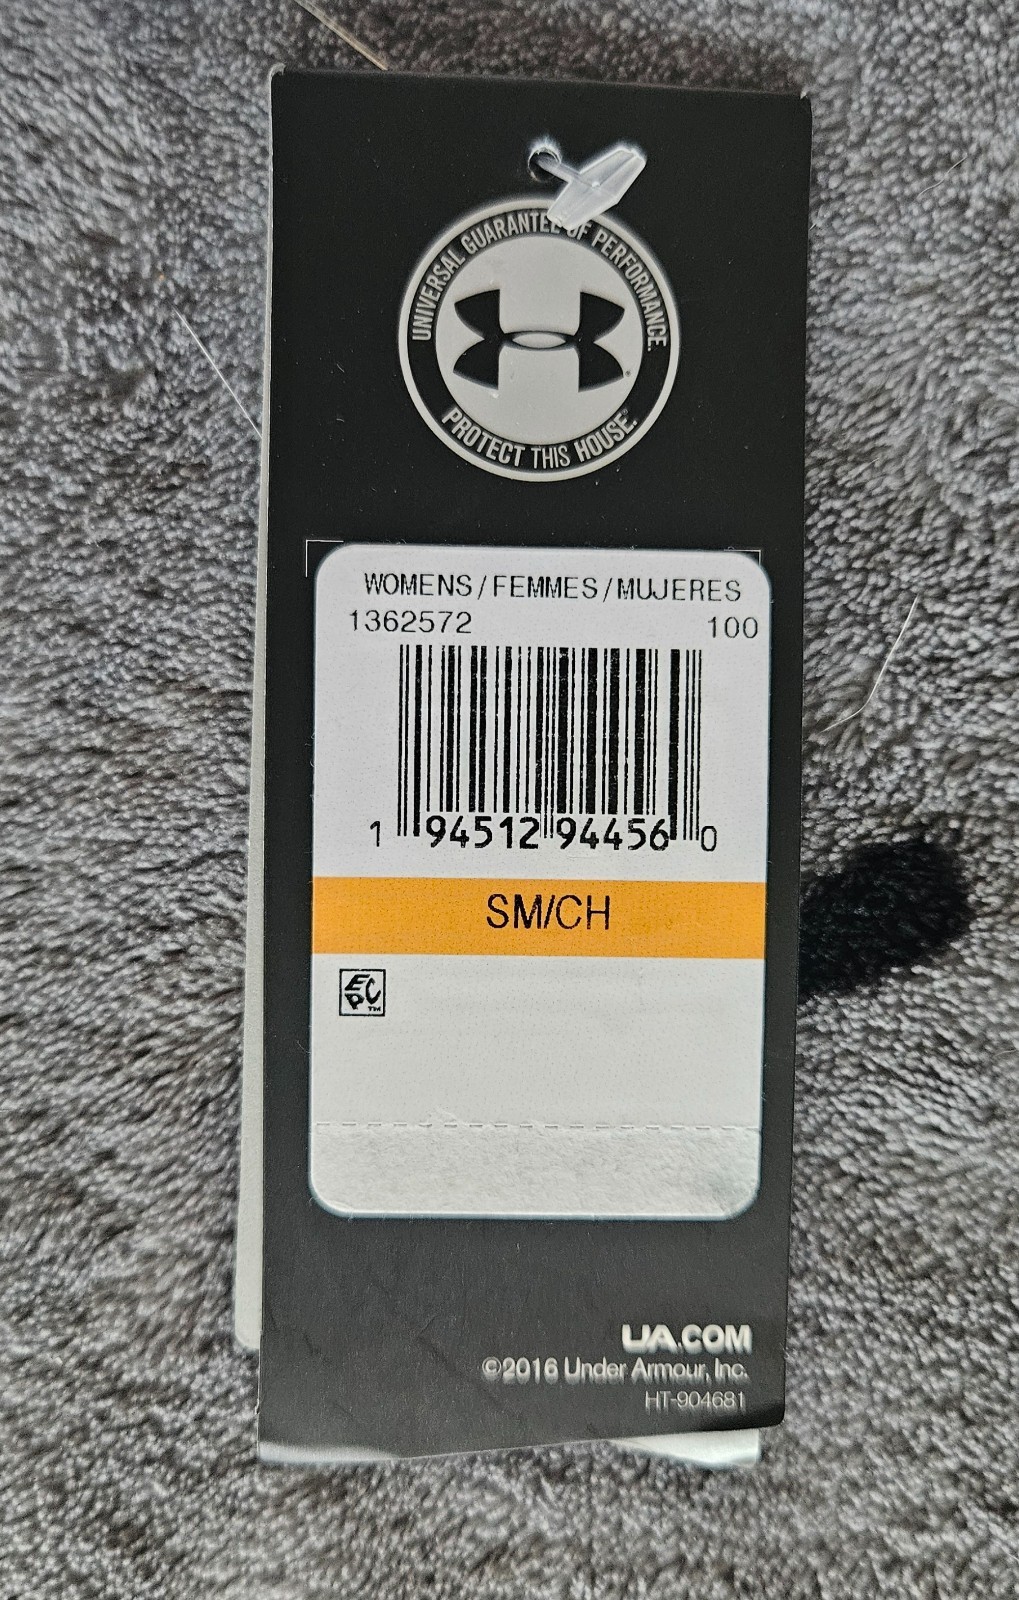 UNIVERSAL GUARANTEE OF PERFORMANCE.
PROTECT THIS HOUSE.
WOMENS/FEMMES/MUJERES
1362572 100
1 94512 94456 0
SM/CH
EPC™
UA.COM
©2016 Under Armour, Inc.
HT-904681